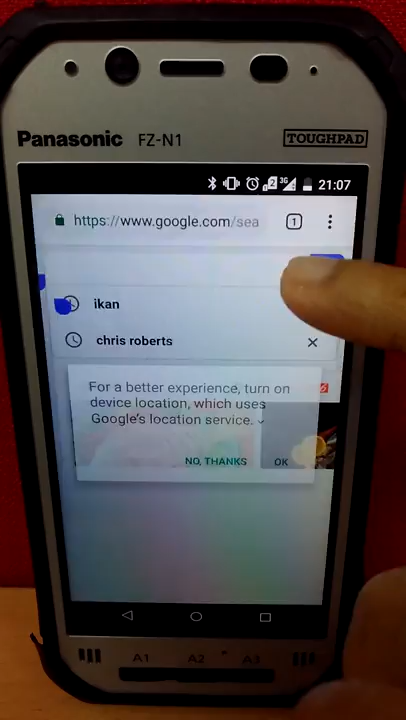 Panasonic FZ-N1 TOUGHPAD
3G 21:07
https://www.google.com/sea 1
ikan
chris roberts
For a better experience, turn on
device location, which uses
Google's location service.
NO, THANKS OK
A1 A2 A3